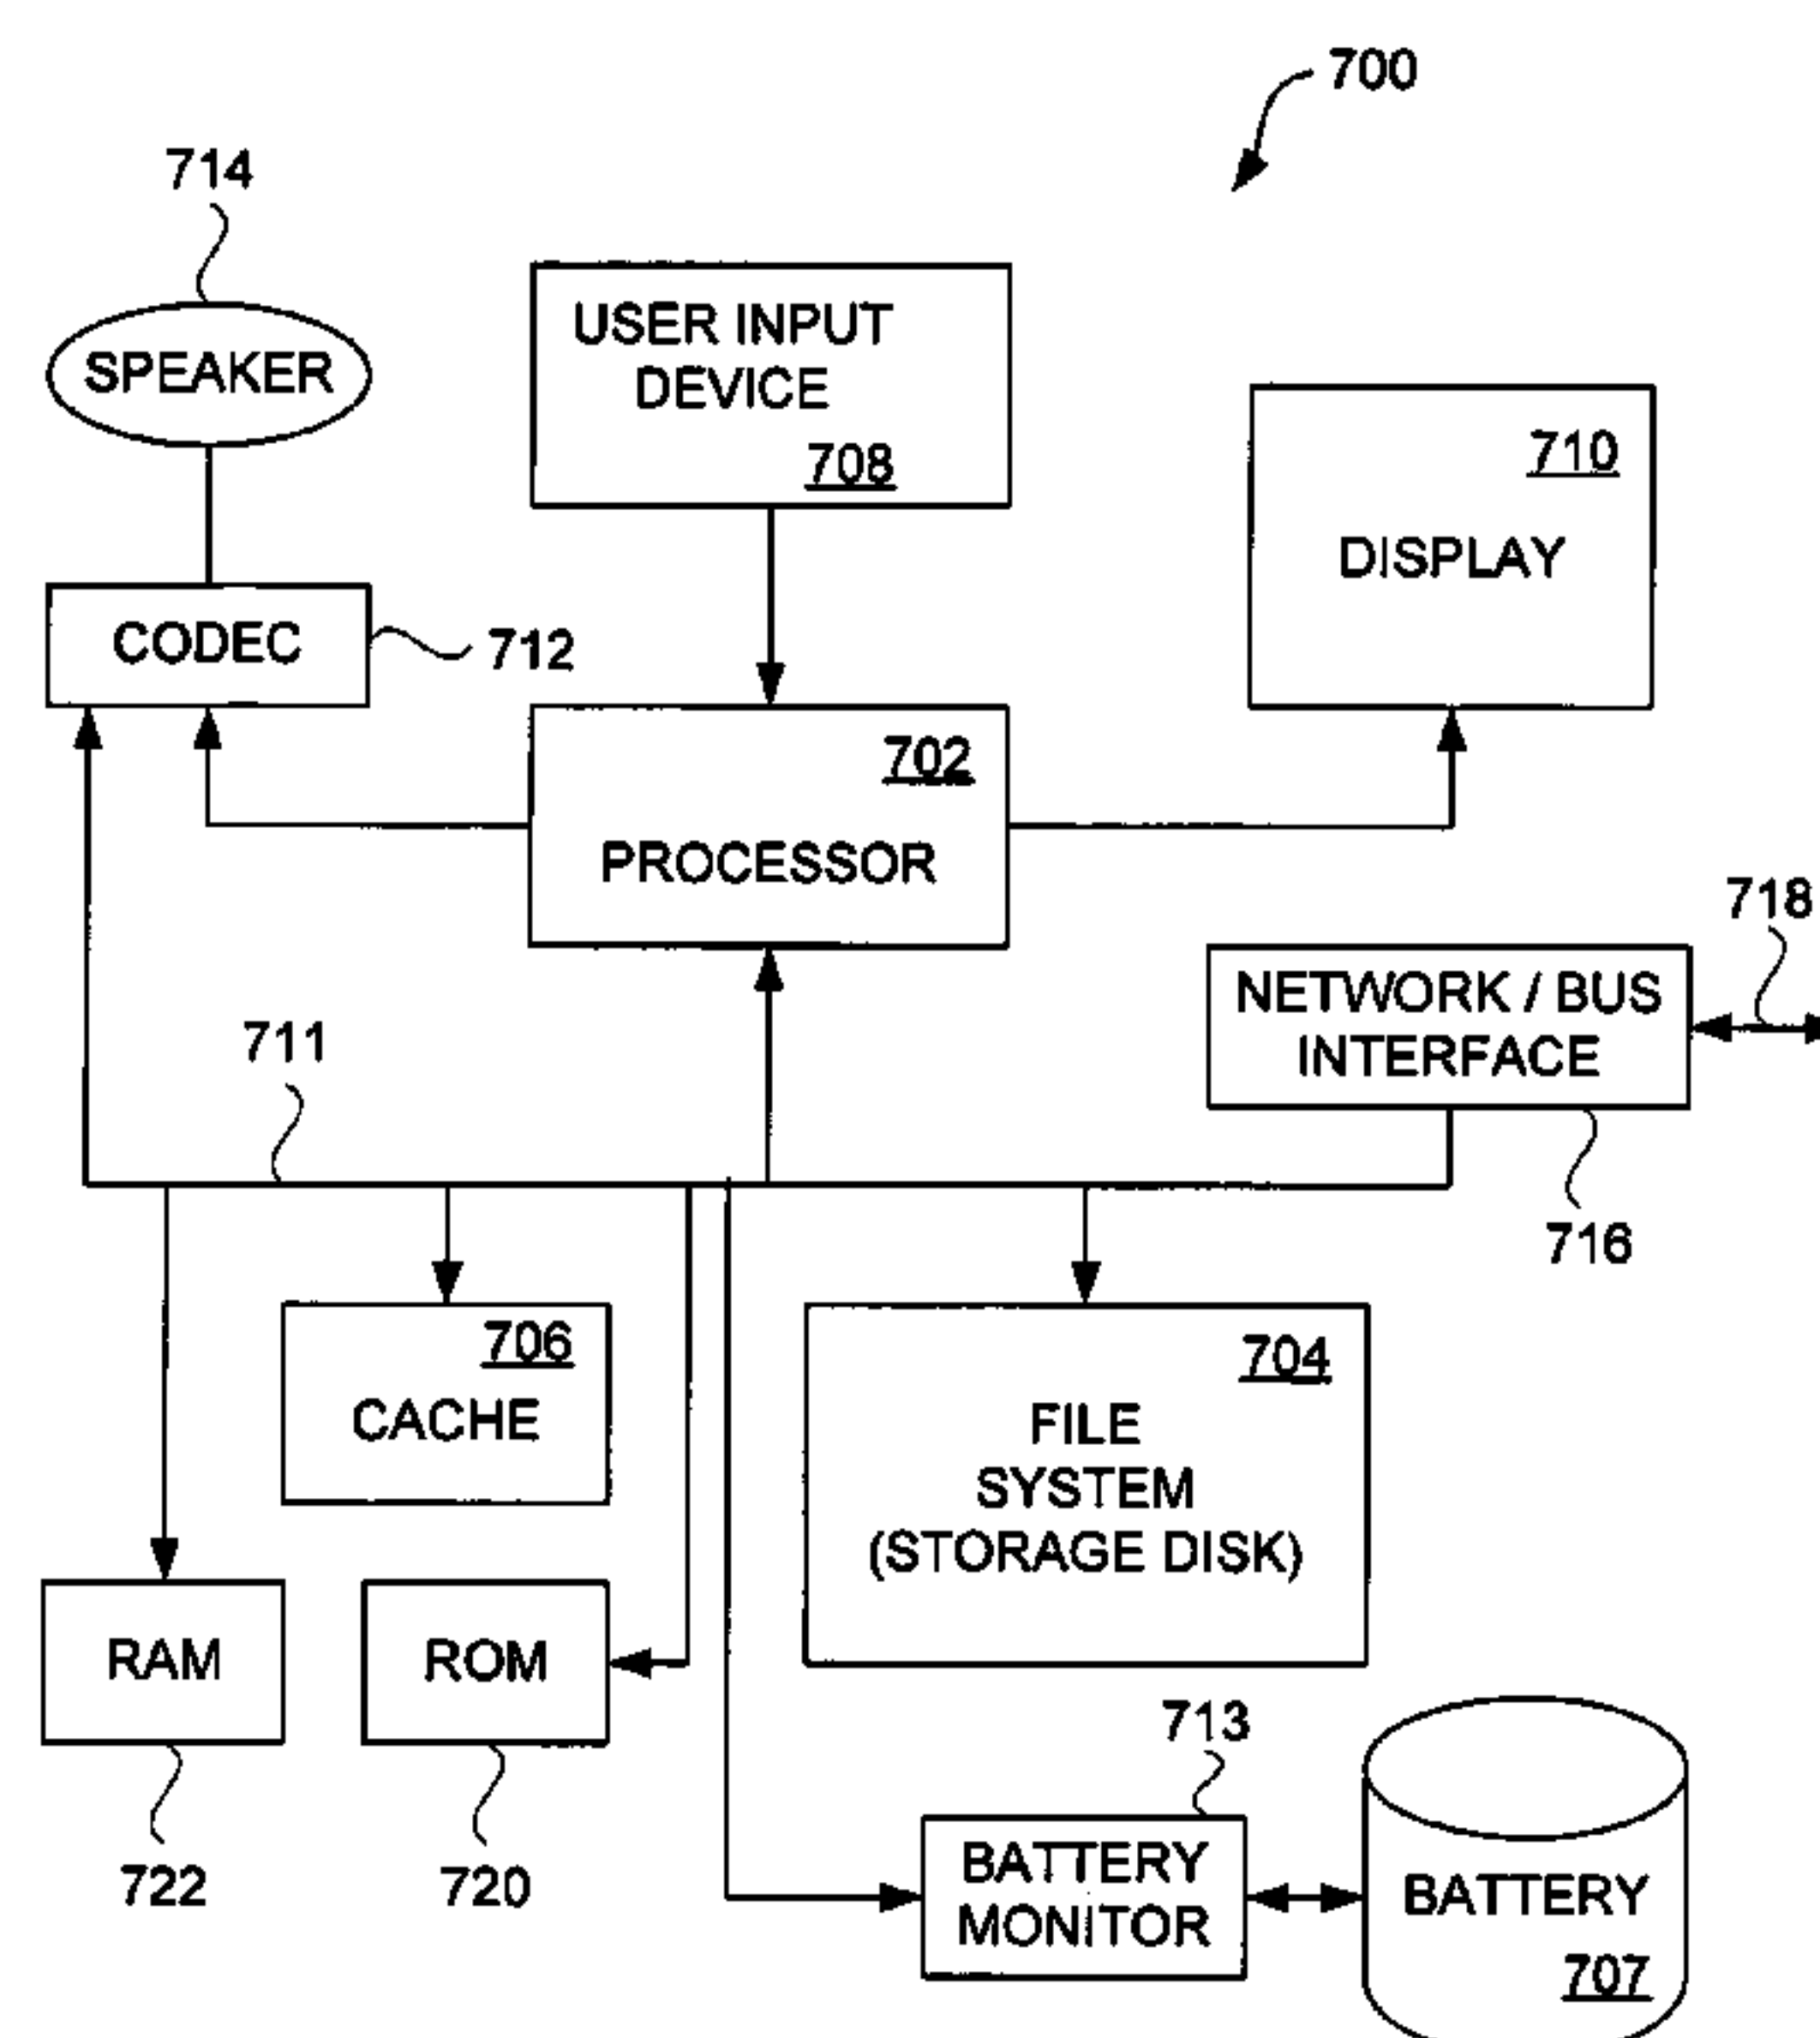 700
714
SPEAKER
USER INPUT
DEVICE
708
710
DISPLAY
CODEC
712
702
PROCESSOR
718
NETWORK / BUS
INTERFACE
711
716
706
CACHE
704
FILE
SYSTEM
(STORAGE DISK)
RAM
ROM
713
722
720
BATTERY
MONITOR
BATTERY
707